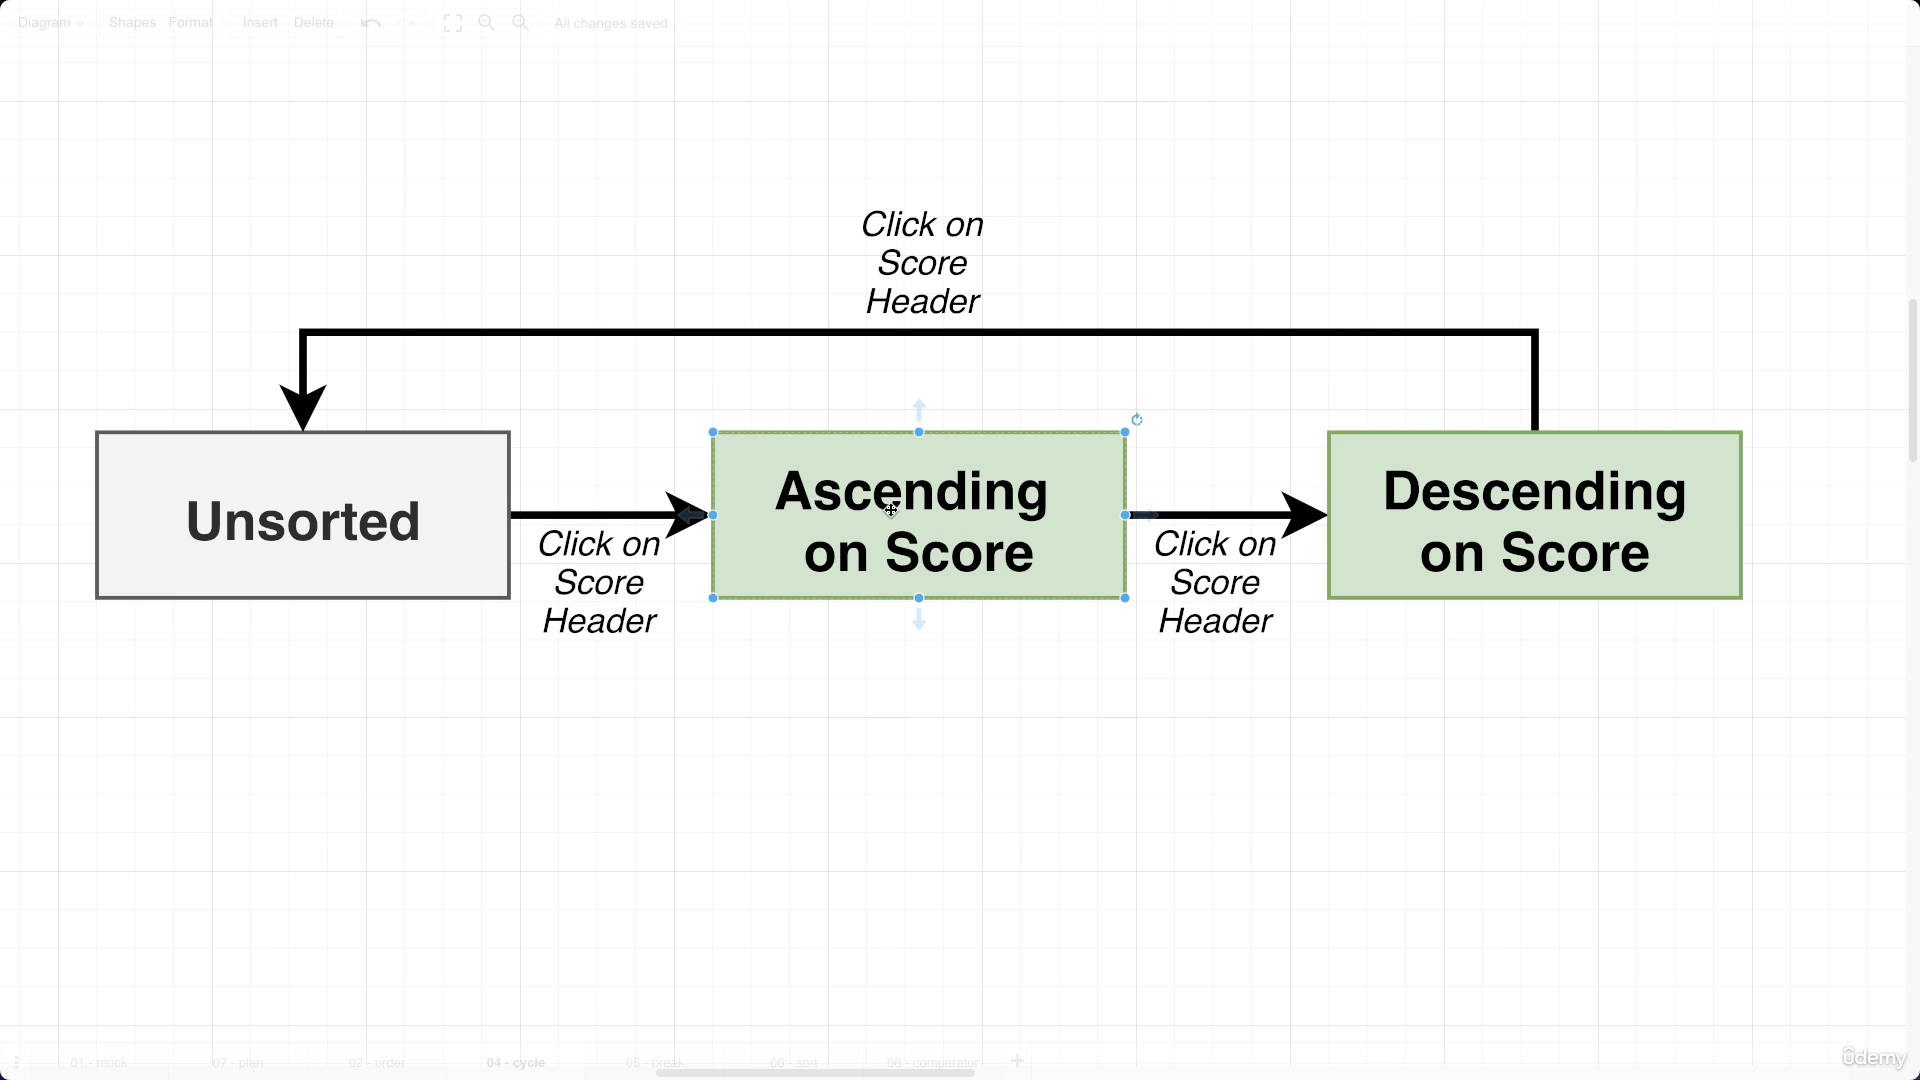 Diagram
Shapes Format
Insert Delete
All changes saved
Click on
Score
Header
Unsorted
Click on
Score
Header
Ascending
on Score
Click on
Score
Header
Descending
on Score
01 - mock
07 - plan
02 - order
04 - cycle
05 - break
06 - sort
08 - comparator
udemy